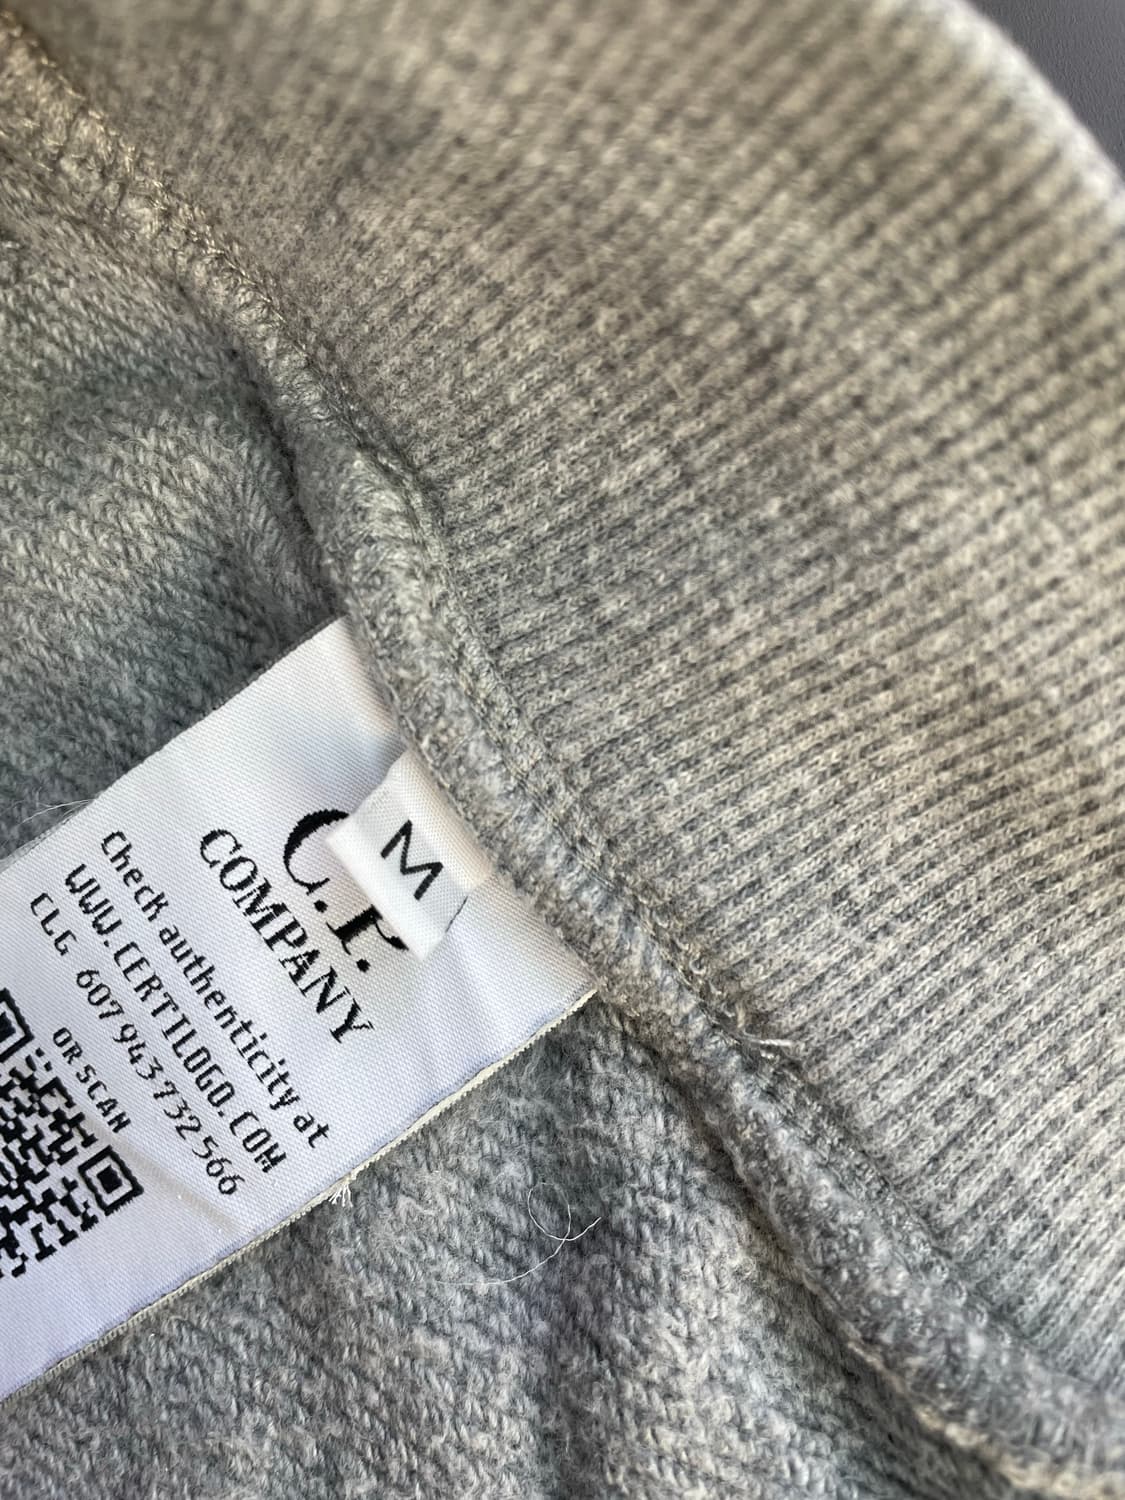 M
C.P.
COMPANY
Check authenticity at
WWW.CERTILOGO.COM
CLG 607943732566
OR SCAN